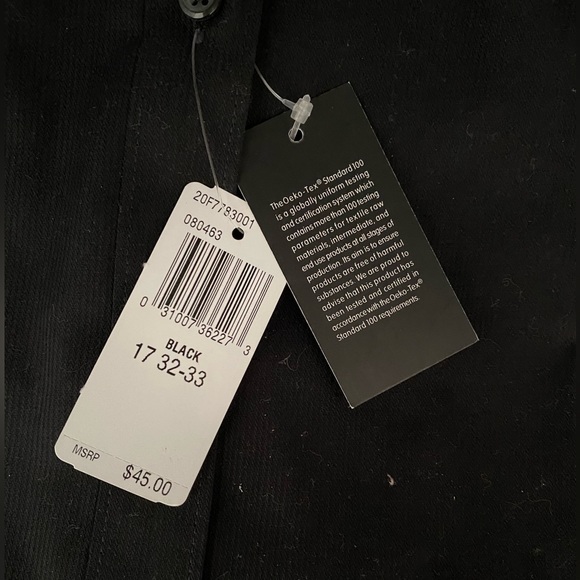 20F7783001
080463
0 31007 36227 3
BLACK
17 32-33
MSRP
$45.00
The Oeko-Tex® Standard 100
is a globally uniform testing
and certification system which
contains more than 100 testing
parameters for textile raw
materials, intermediate, and
end use products at all stages of
production. Its aim is to ensure
products are free of harmful
substances. We are proud to
advise that this product has
been tested and certified in
accordance with the Oeko-Tex®
Standard 100 requirements.